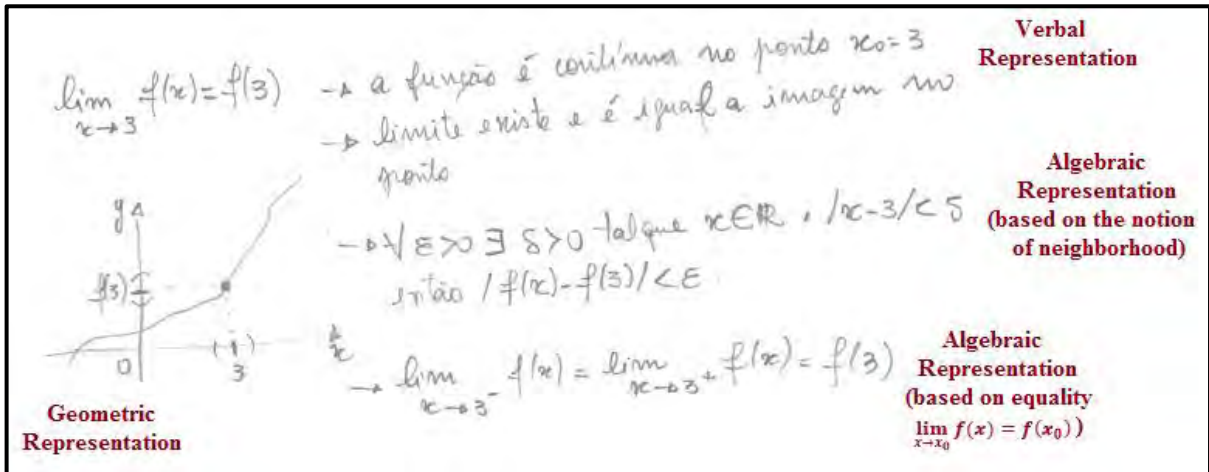 lim f(x)=f(3)
x→3
→ a função é contínua no ponto x₀=3
→ limite existe e é igual a imagem no
ponto
Verbal
Representation
→ ∀ ε>0 ∃ δ>0 tal que x∈ℝ, /x-3/<δ
então /f(x)-f(3)/<ε
Algebraic
Representation
(based on the notion
of neighborhood)
y
f(3)
0
( )
3
x
Geometric
Representation
→ lim f(x) = lim f(x) = f(3)
x→3⁻ x→3⁺
Algebraic
Representation
(based on equality
lim f(x) = f(x₀))
x→x₀